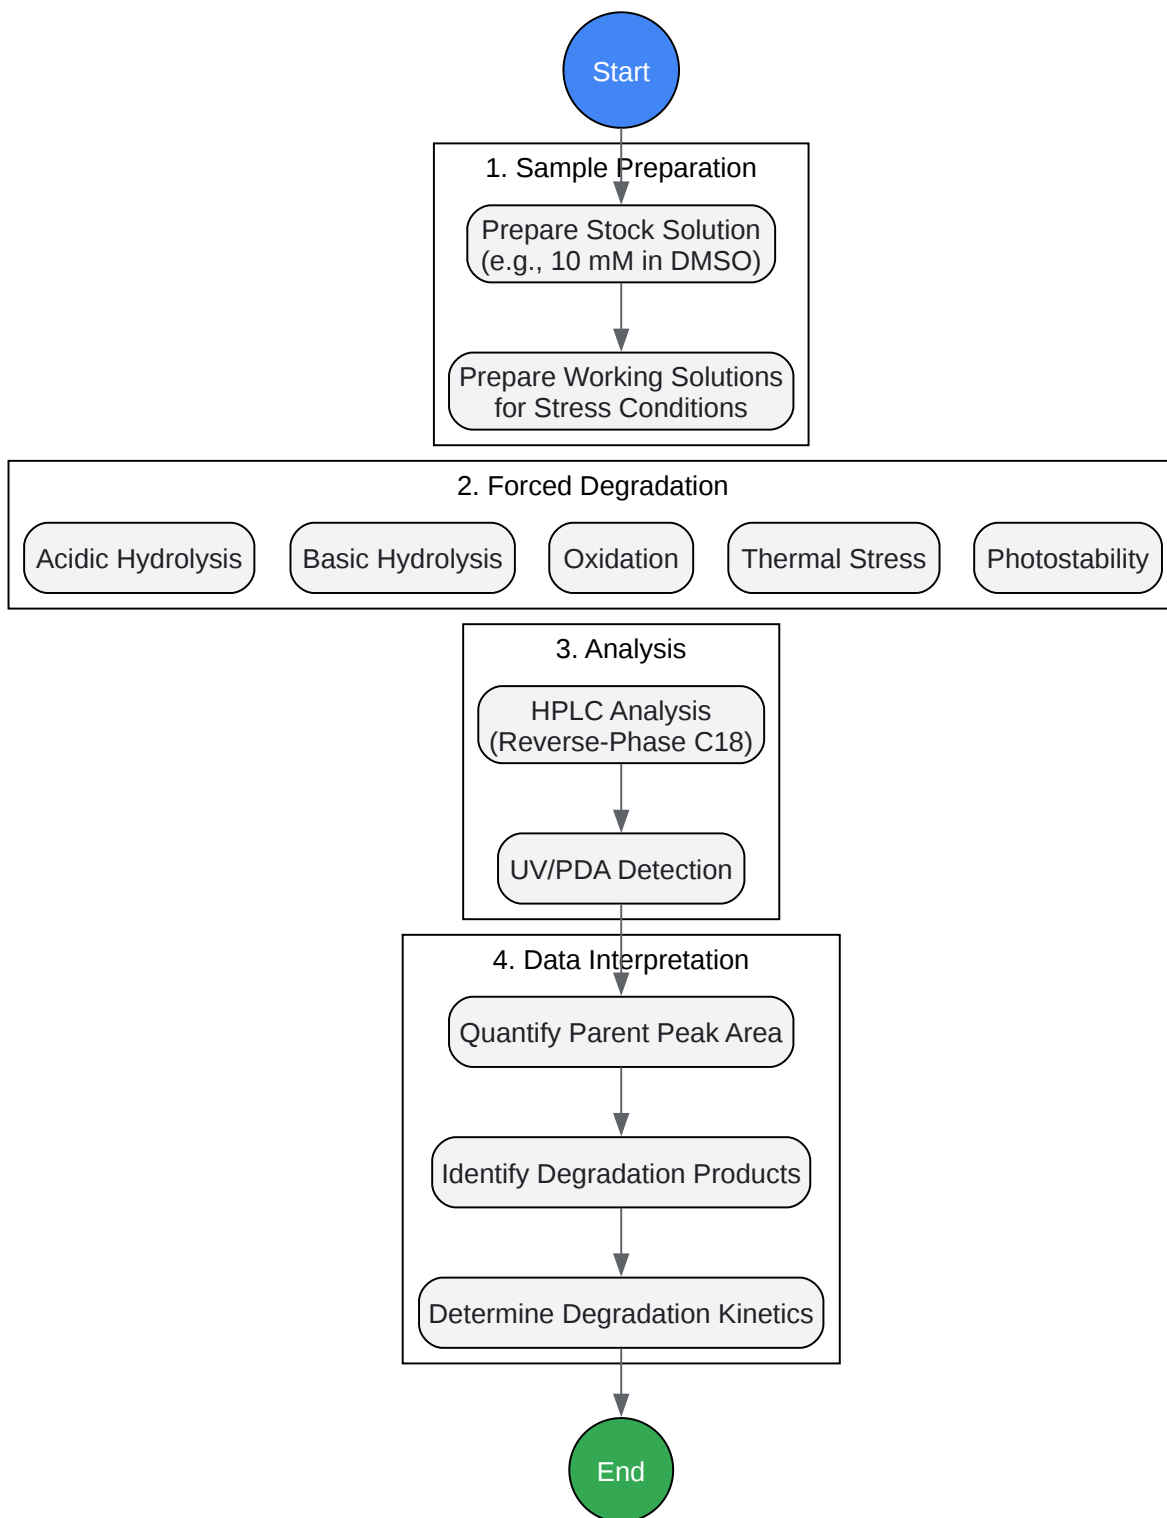 Start
1. Sample Preparation
Prepare Stock Solution
(e.g., 10 mM in DMSO)
Prepare Working Solutions
for Stress Conditions
2. Forced Degradation
Acidic Hydrolysis
Basic Hydrolysis
Oxidation
Thermal Stress
Photostability
3. Analysis
HPLC Analysis
(Reverse-Phase C18)
UV/PDA Detection
4. Data Interpretation
Quantify Parent Peak Area
Identify Degradation Products
Determine Degradation Kinetics
End